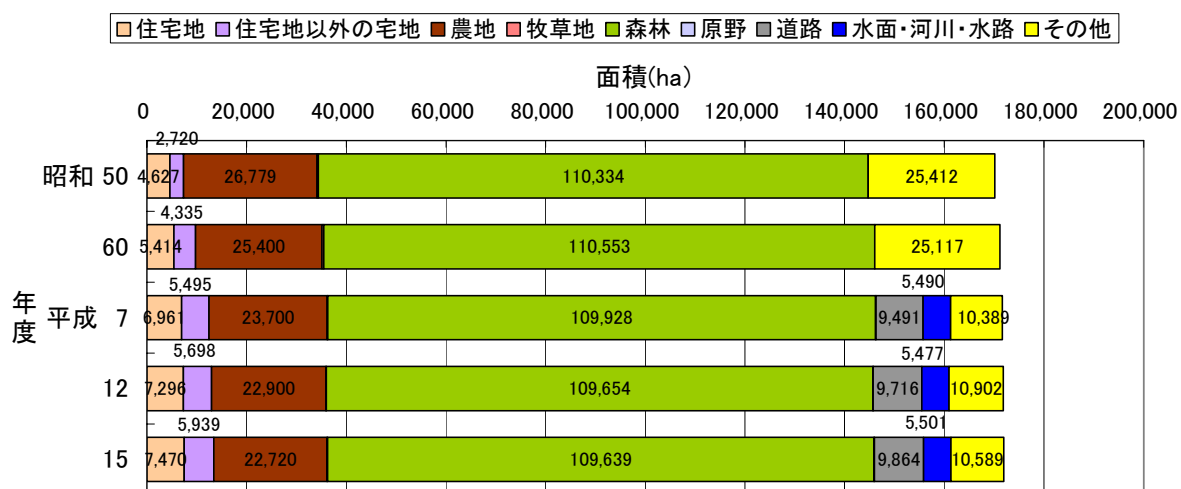 住宅地 住宅地以外の宅地 農地 牧草地 森林 原野 道路 水面・河川・水路 その他
面積(ha)
0 20,000 40,000 60,000 80,000 100,000 120,000 140,000 160,000 180,000 200,000
2,720
昭和 50 4,627 26,779 110,334 25,412
4,335
60 5,414 25,400 110,553 25,117
5,495 5,490
年度
平成 7 6,961 23,700 109,928 9,491 10,389
5,698 5,477
12 7,296 22,900 109,654 9,716 10,902
5,939 5,501
15 7,470 22,720 109,639 9,864 10,589